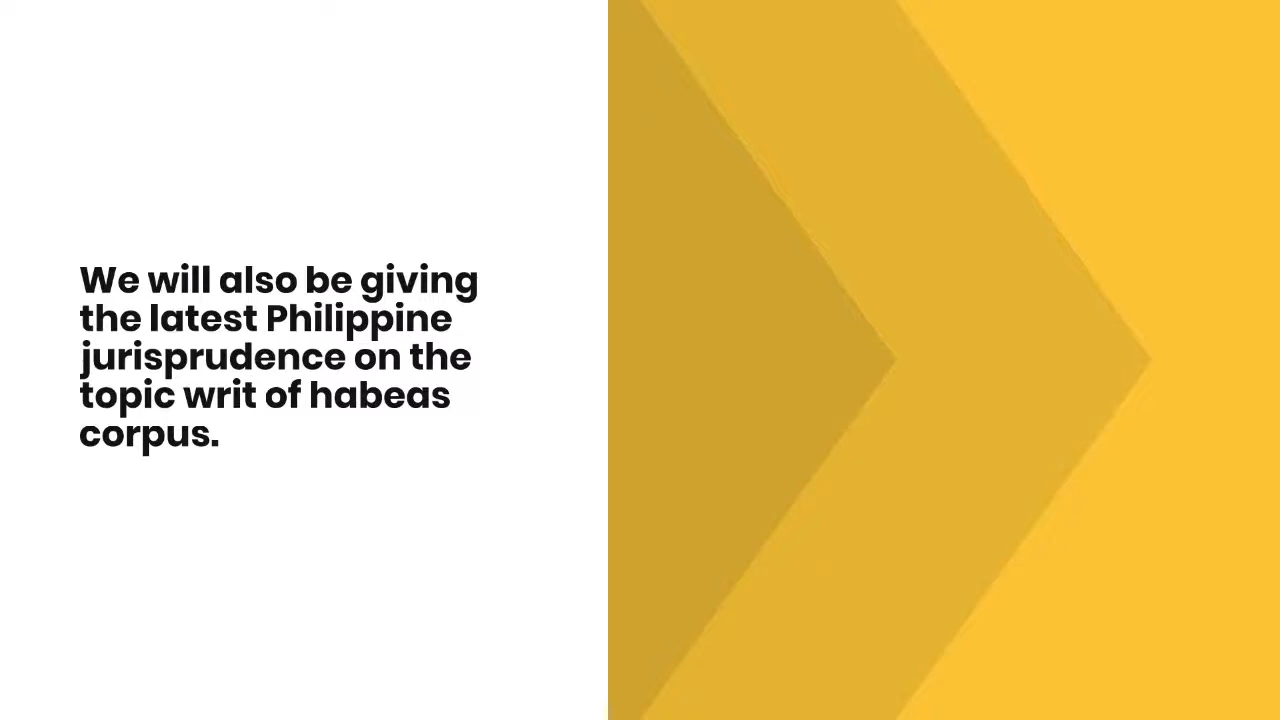 We will also be giving
the latest Philippine
jurisprudence on the
topic writ of habeas
corpus.